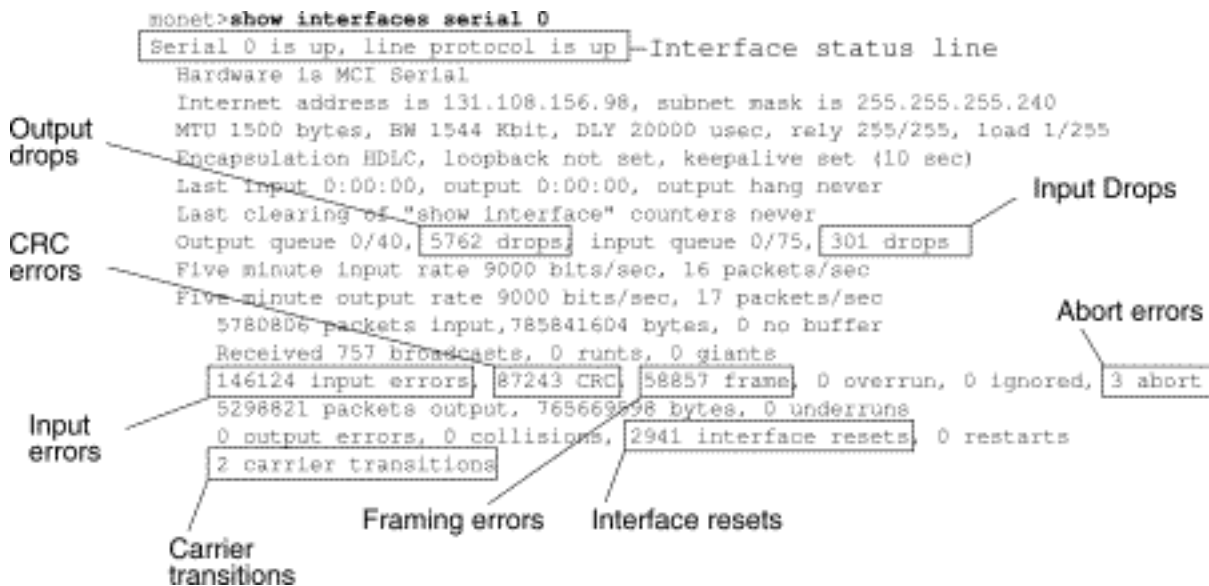 monet>show interfaces serial 0
Serial 0 is up, line protocol is up
Interface status line
Hardware is MCI Serial
Internet address is 131.108.156.98, subnet mask is 255.255.255.240
MTU 1500 bytes, BW 1544 Kbit, DLY 20000 usec, rely 255/255, load 1/255
Output
drops
Encapsulation HDLC, loopback not set, keepalive set (10 sec)
Last input 0:00:00, output 0:00:00, output hang never
Input Drops
Last clearing of "show interface" counters never
Output queue 0/40, 5762 drops, input queue 0/75, 301 drops
CRC
errors
Five minute input rate 9000 bits/sec, 16 packets/sec
Five minute output rate 9000 bits/sec, 17 packets/sec
Abort errors
5780806 packets input,785841604 bytes, 0 no buffer
Received 757 broadcasts, 0 runts, 0 giants
146124 input errors, 87243 CRC, 58857 frame, 0 overrun, 0 ignored, 3 abort
5298821 packets output, 765669598 bytes, 0 underruns
Input
errors
0 output errors, 0 collisions, 2941 interface resets, 0 restarts
2 carrier transitions
Framing errors
Interface resets
Carrier
transitions